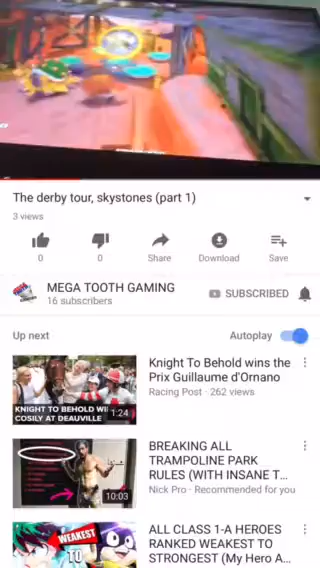 The derby tour, skystones (part 1)
3 views
0
0
Share
Download
Save
MEGA TOOTH GAMING
16 subscribers
SUBSCRIBED
Up next
Autoplay
KNIGHT TO BEHOLD WI
COSILY AT DEAUVILLE
1:24
Knight To Behold wins the
Prix Guillaume d'Ornano
Racing Post · 262 views
10:03
BREAKING ALL
TRAMPOLINE PARK
RULES (WITH INSANE T...
Nick Pro · Recommended for you
WEAKEST
TO
ALL CLASS 1-A HEROES
RANKED WEAKEST TO
STRONGEST (My Hero A...